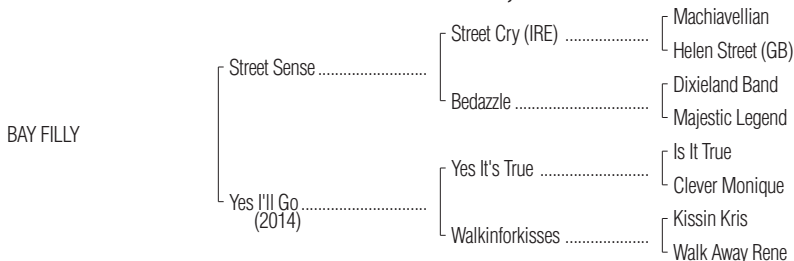 Machiavellian
Street Cry (IRE) ....................
Helen Street (GB)
Street Sense ..........................
Dixieland Band
Bedazzle ................................
Majestic Legend
BAY FILLY
Is It True
Yes It's True ..........................
Clever Monique
Yes I'll Go ..............................
(2014)
Kissin Kris
Walkinforkisses ....................
Walk Away Rene